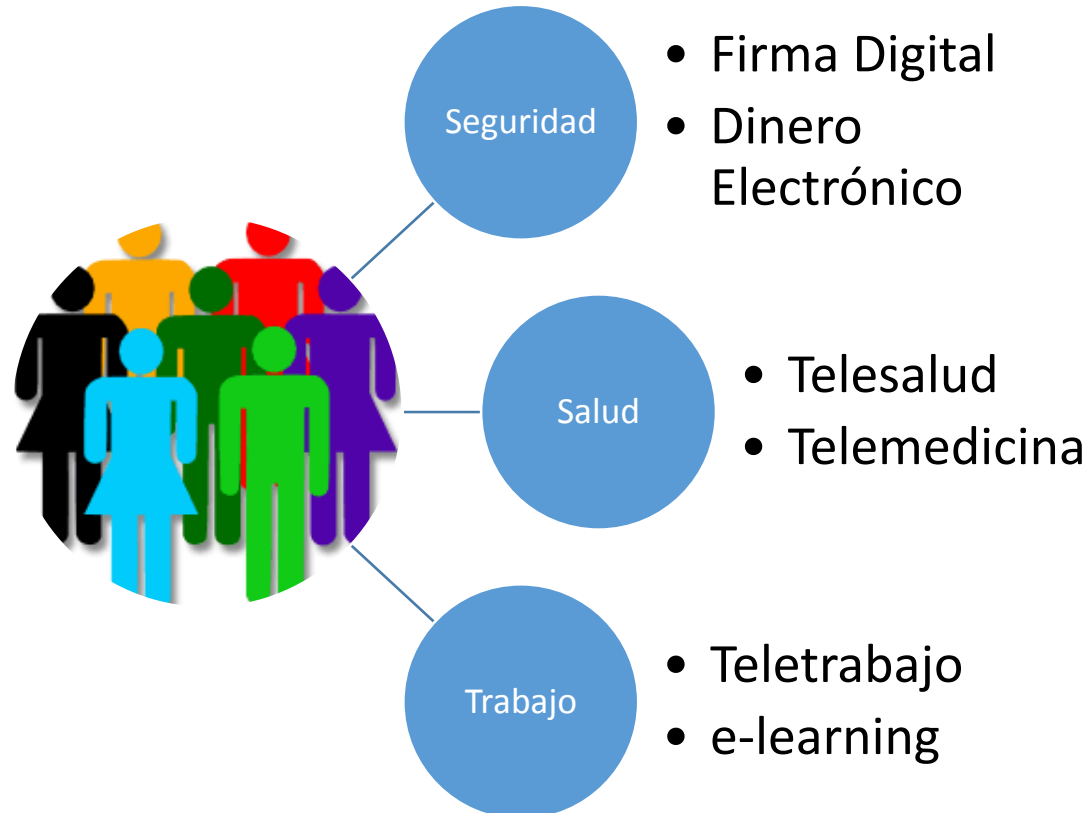 Seguridad
• Firma Digital
• Dinero
Electrónico
Salud
• Telesalud
• Telemedicina
Trabajo
• Teletrabajo
• e-learning